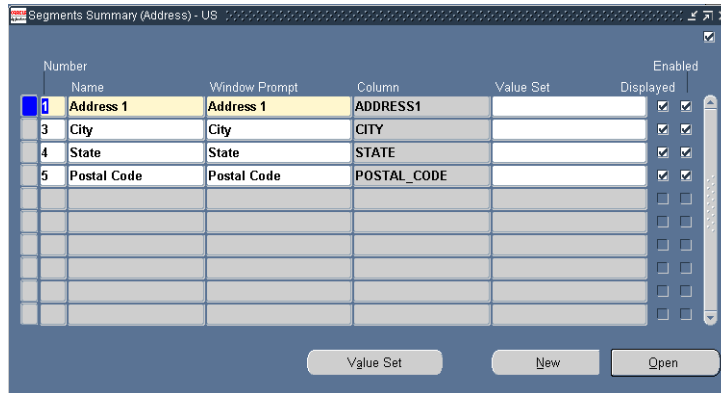 Segments Summary (Address) - US
Number Enabled
Name Window Prompt Column Value Set Displayed
1 Address 1 Address 1 ADDRESS1
3 City City CITY
4 State State STATE
5 Postal Code Postal Code POSTAL_CODE
Value Set New Open